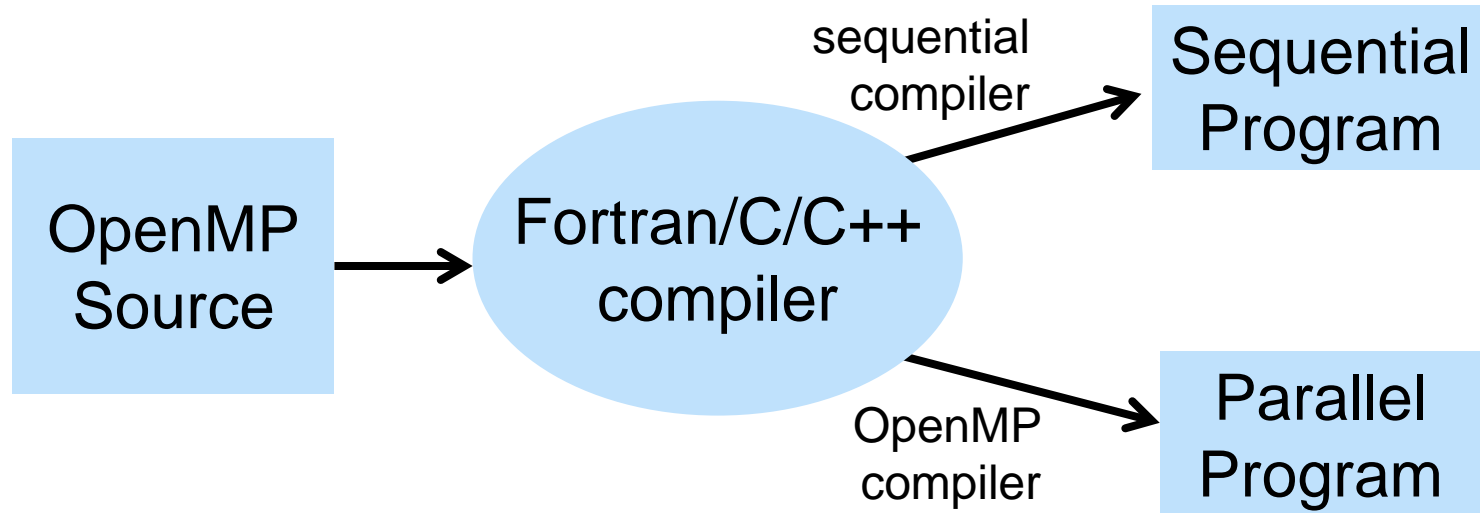 OpenMP
Source
Fortran/C/C++
compiler
sequential
compiler
Sequential
Program
OpenMP
compiler
Parallel
Program